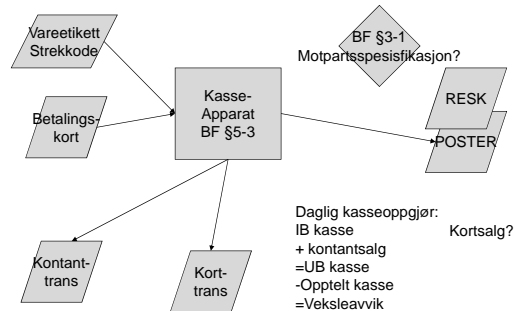 Vareetikett
Strekkode
BF §3-1
Motpartsspesisfikasjon?
Kasse-
Apparat
BF §5-3
RESK
Betalings-
kort
POSTER
Daglig kasseoppgjør:
IB kasse
Kortsalg?
+ kontantsalg
=UB kasse
-Opptelt kasse
=Veksleavvik
Kontant-
trans
Kort-
trans